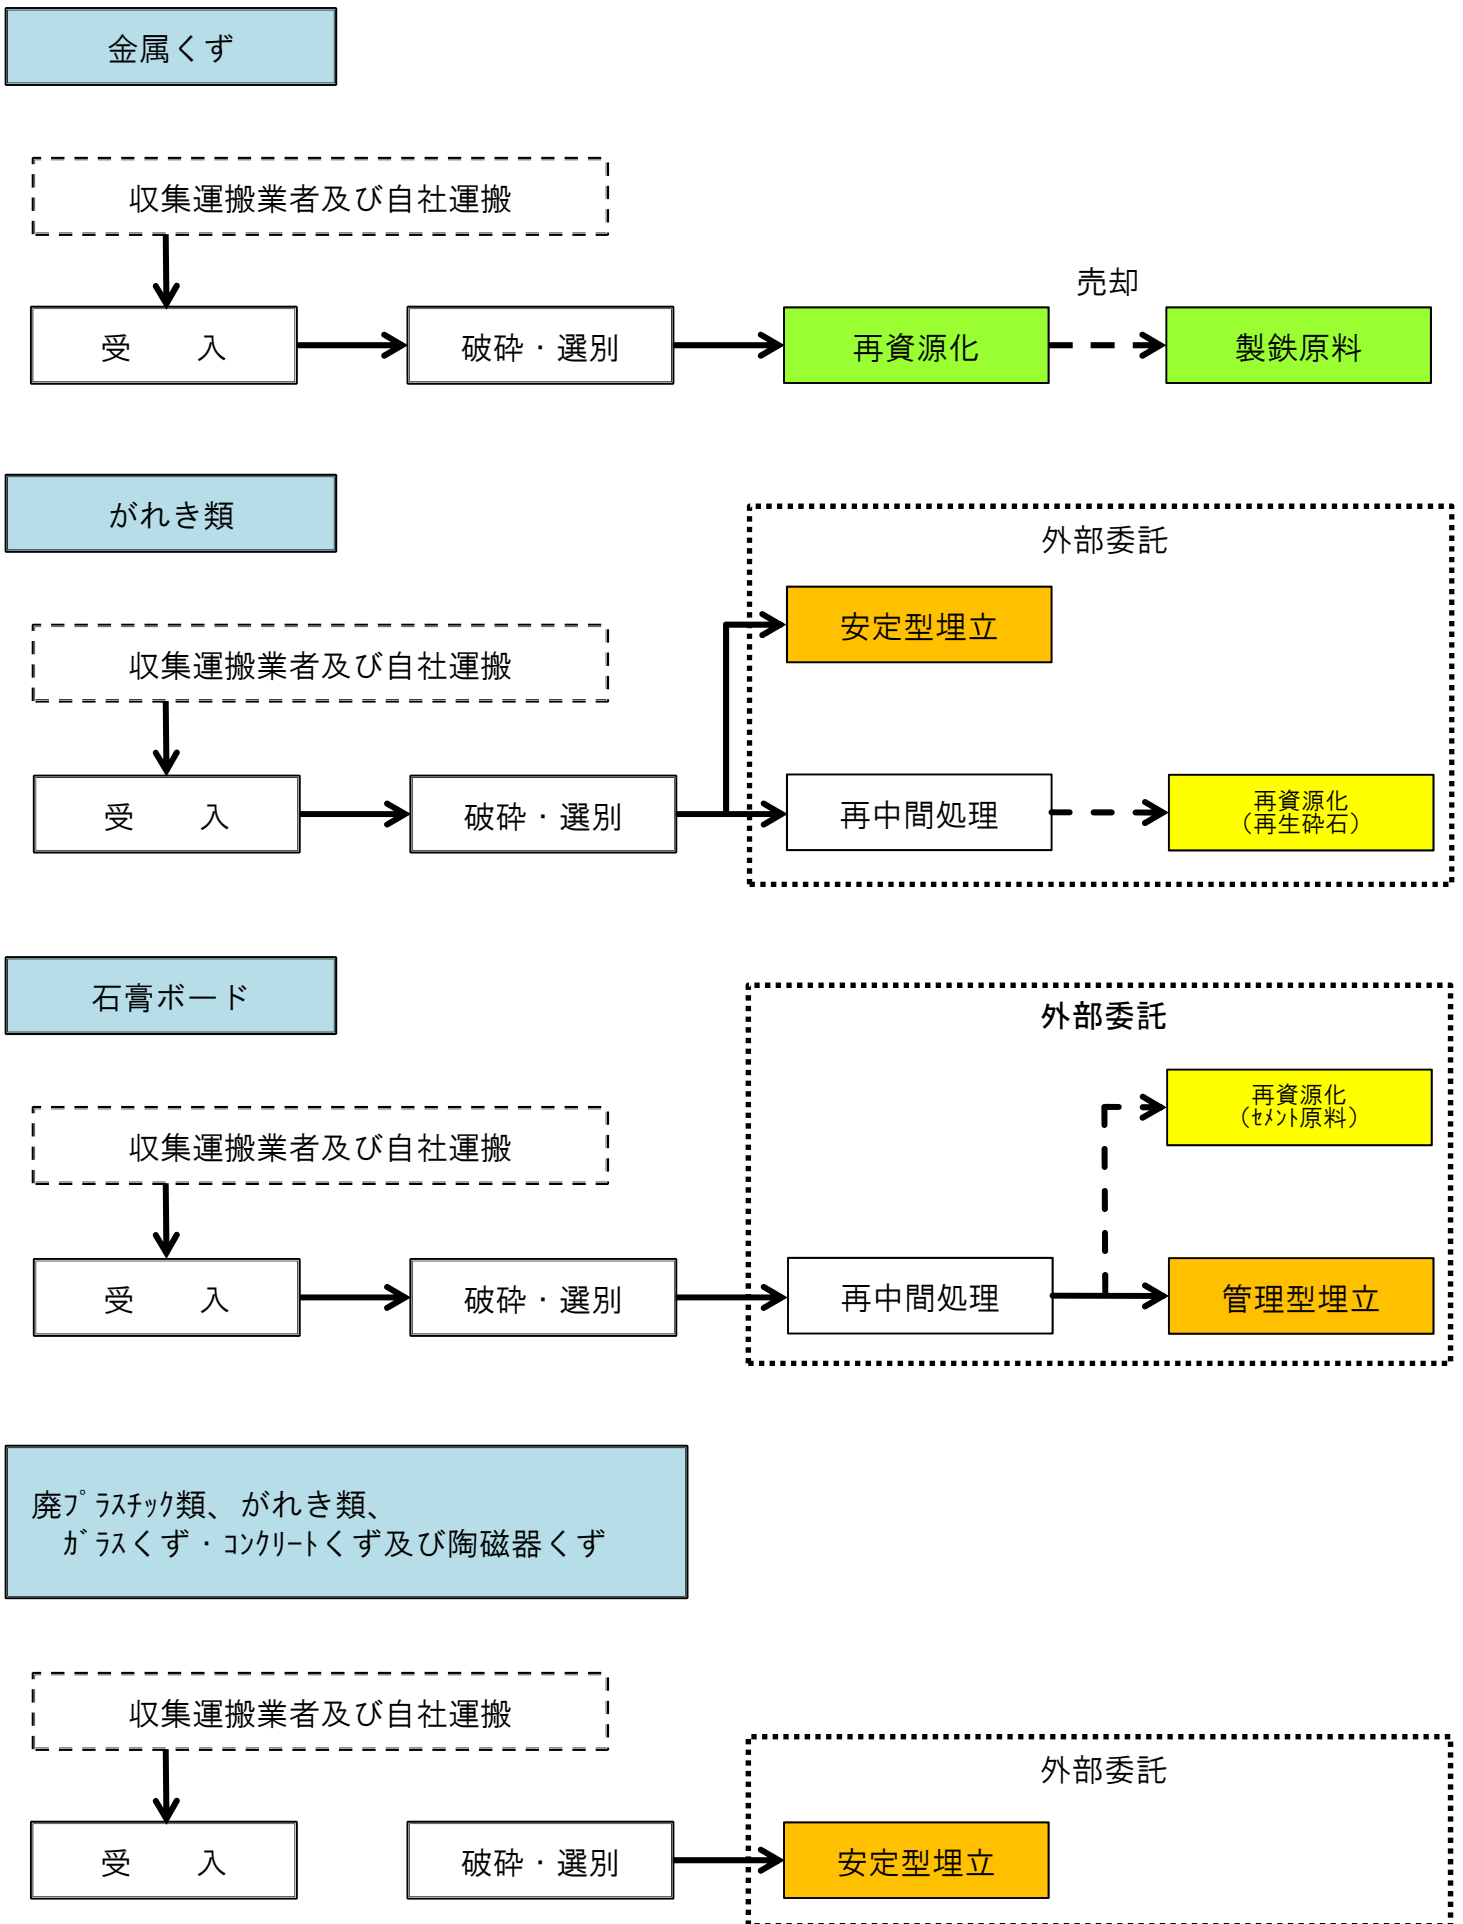 金属くず
収集運搬業者及び自社運搬
売却
受　　入
破砕・選別
再資源化
製鉄原料
がれき類
外部委託
安定型埋立
収集運搬業者及び自社運搬
受　　入
破砕・選別
再中間処理
再資源化
（再生砕石）
石膏ボード
外部委託
再資源化
（ｾﾒﾝﾄ原料）
収集運搬業者及び自社運搬
受　　入
破砕・選別
再中間処理
管理型埋立
廃ﾌﾟﾗｽﾁｯｸ類、がれき類、
ｶﾞﾗｽくず・ｺﾝｸﾘｰﾄくず及び陶磁器くず
収集運搬業者及び自社運搬
外部委託
受　　入
破砕・選別
安定型埋立